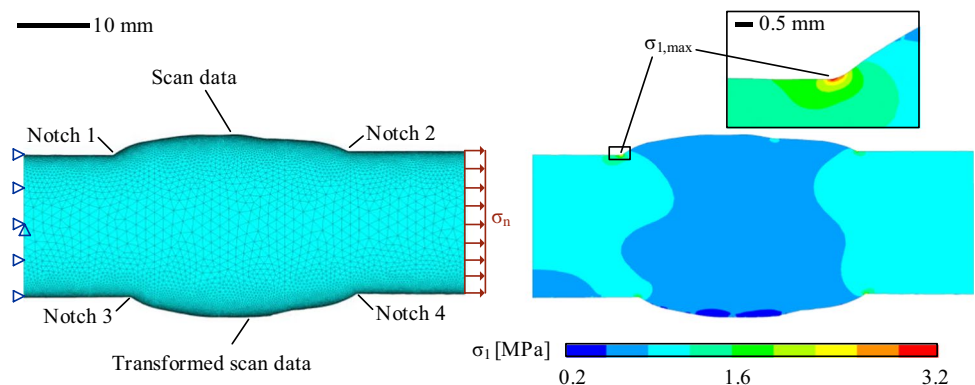 10 mm
Scan data
Notch 1
Notch 2
σn
Notch 3
Notch 4
Transformed scan data
0.5 mm
σ1,max
σ1 [MPa]
0.2
1.6
3.2